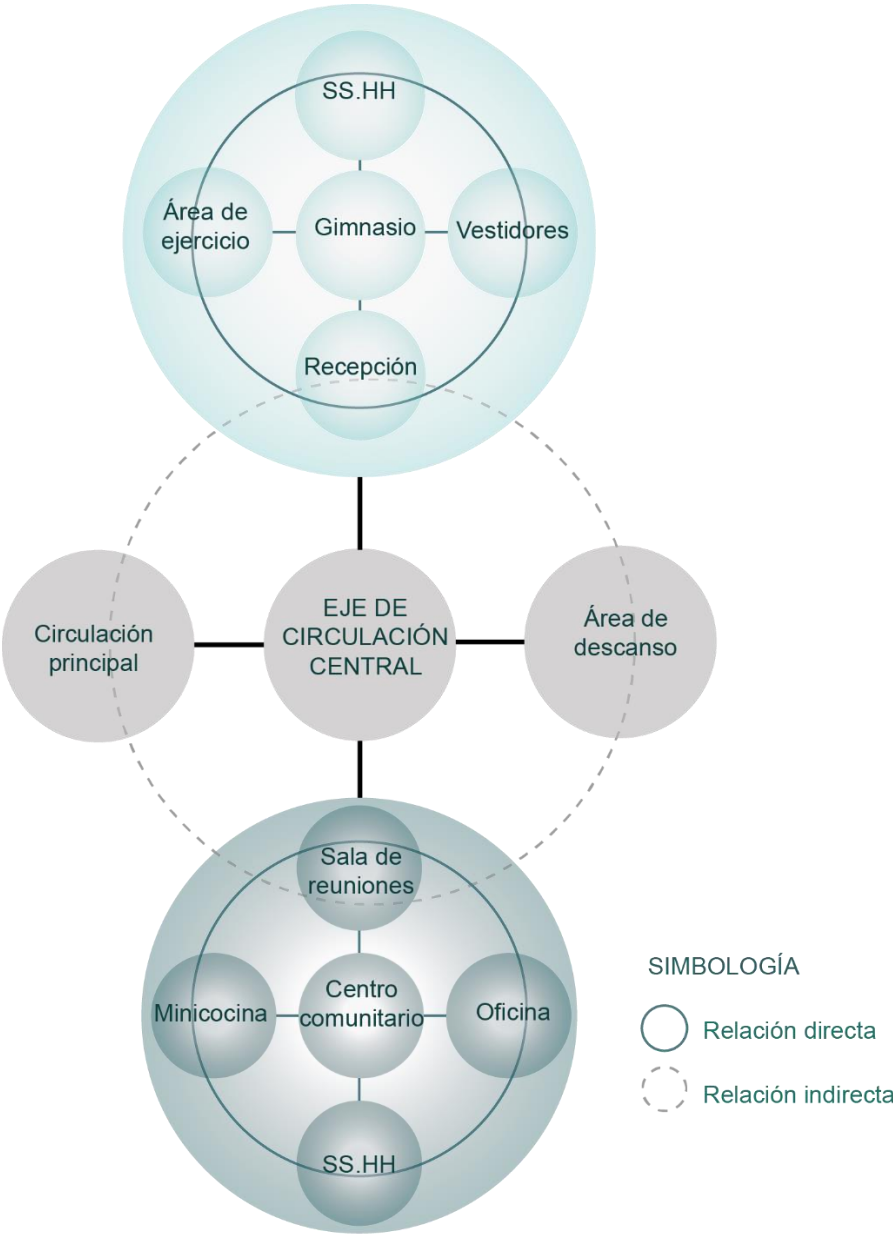 SS.HH
Área de
ejercicio
Gimnasio
Vestidores
Recepción
Circulación
principal
EJE DE
CIRCULACIÓN
CENTRAL
Área de
descanso
Sala de
reuniones
Minicocina
Centro
comunitario
Oficina
SS.HH
SIMBOLOGÍA
Relación directa
Relación indirecta